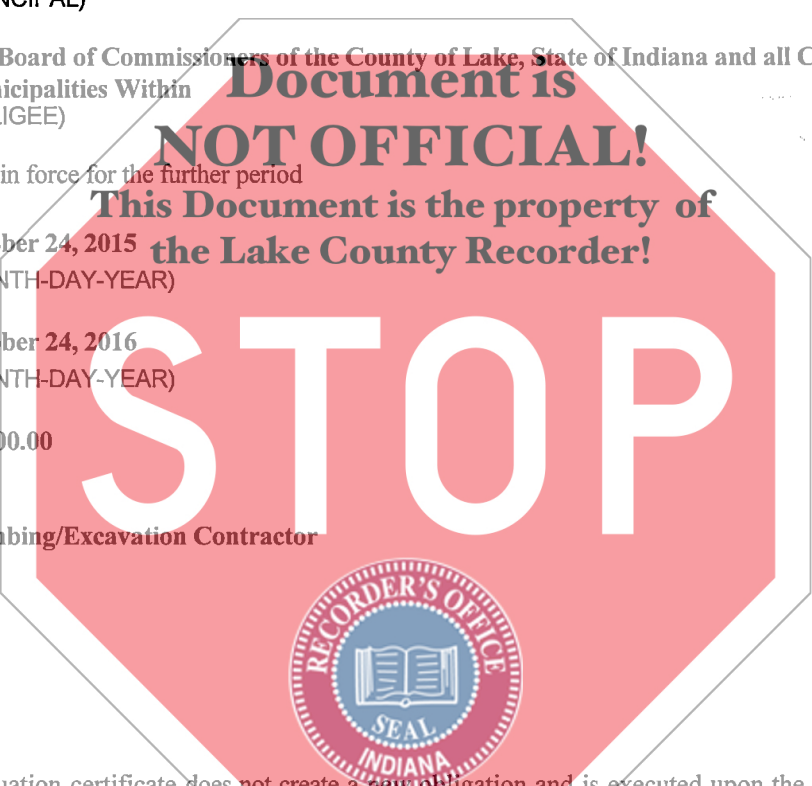 NCIPAL)
Board of Commissioners of the County of Lake, State of Indiana and all C
Document is
nicipalities Within
LIGEE)
NOT OFFICIAL!
in force for the further period
This Document is the property of
ber 24, 2015
the Lake County Recorder!
NTH-DAY-YEAR)
ber 24, 2016
NTH-DAY-YEAR)
STOP
00.00
nbing/Excavation Contractor
RECORDER'S OFFICE
SEAL
INDIANA
uation certificate does not create a new obligation and is executed upon the